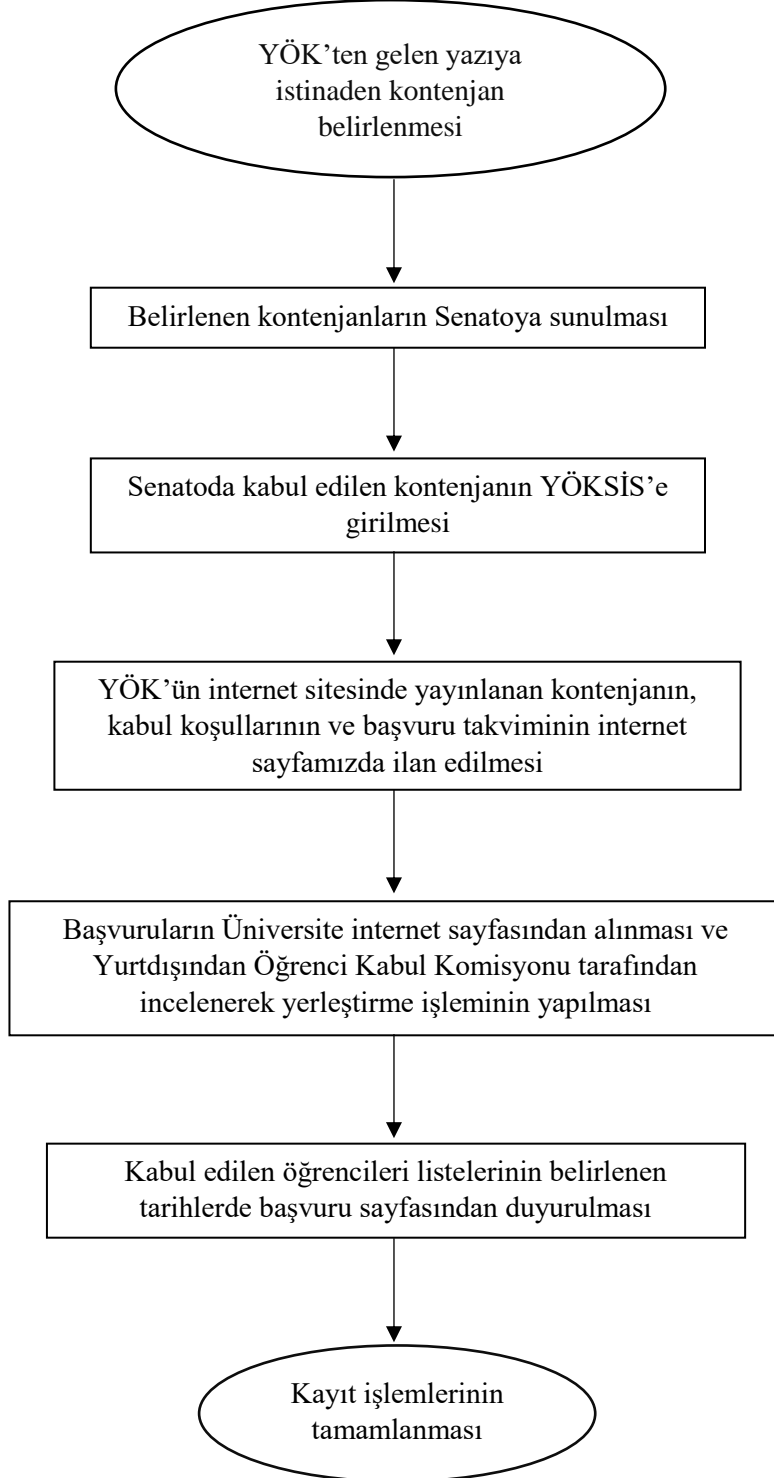 YÖK’ten gelen yazıya
istinaden kontenjan
belirlenmesi
Belirlenen kontenjanların Senatoya sunulması
Senatoda kabul edilen kontenjanın YÖKSİS’e
girilmesi
YÖK’ün internet sitesinde yayınlanan kontenjanın,
kabul koşullarının ve başvuru takviminin internet
sayfamızda ilan edilmesi
Başvuruların Üniversite internet sayfasından alınması ve
Yurtdışından Öğrenci Kabul Komisyonu tarafından
incelenerek yerleştirme işleminin yapılması
Kabul edilen öğrencileri listelerinin belirlenen
tarihlerde başvuru sayfasından duyurulması
Kayıt işlemlerinin
tamamlanması